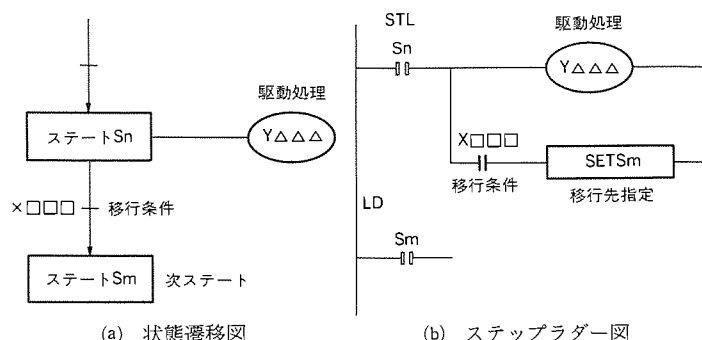 駆動処理
ステートSn
Y△△△
×□□□
移行条件
ステートSm
次ステート
(a) 状態遷移図
STL
Sn
駆動処理
Y△△△
X□□□
移行条件
SETSm
移行先指定
LD
Sm
(b) ステップラダー図